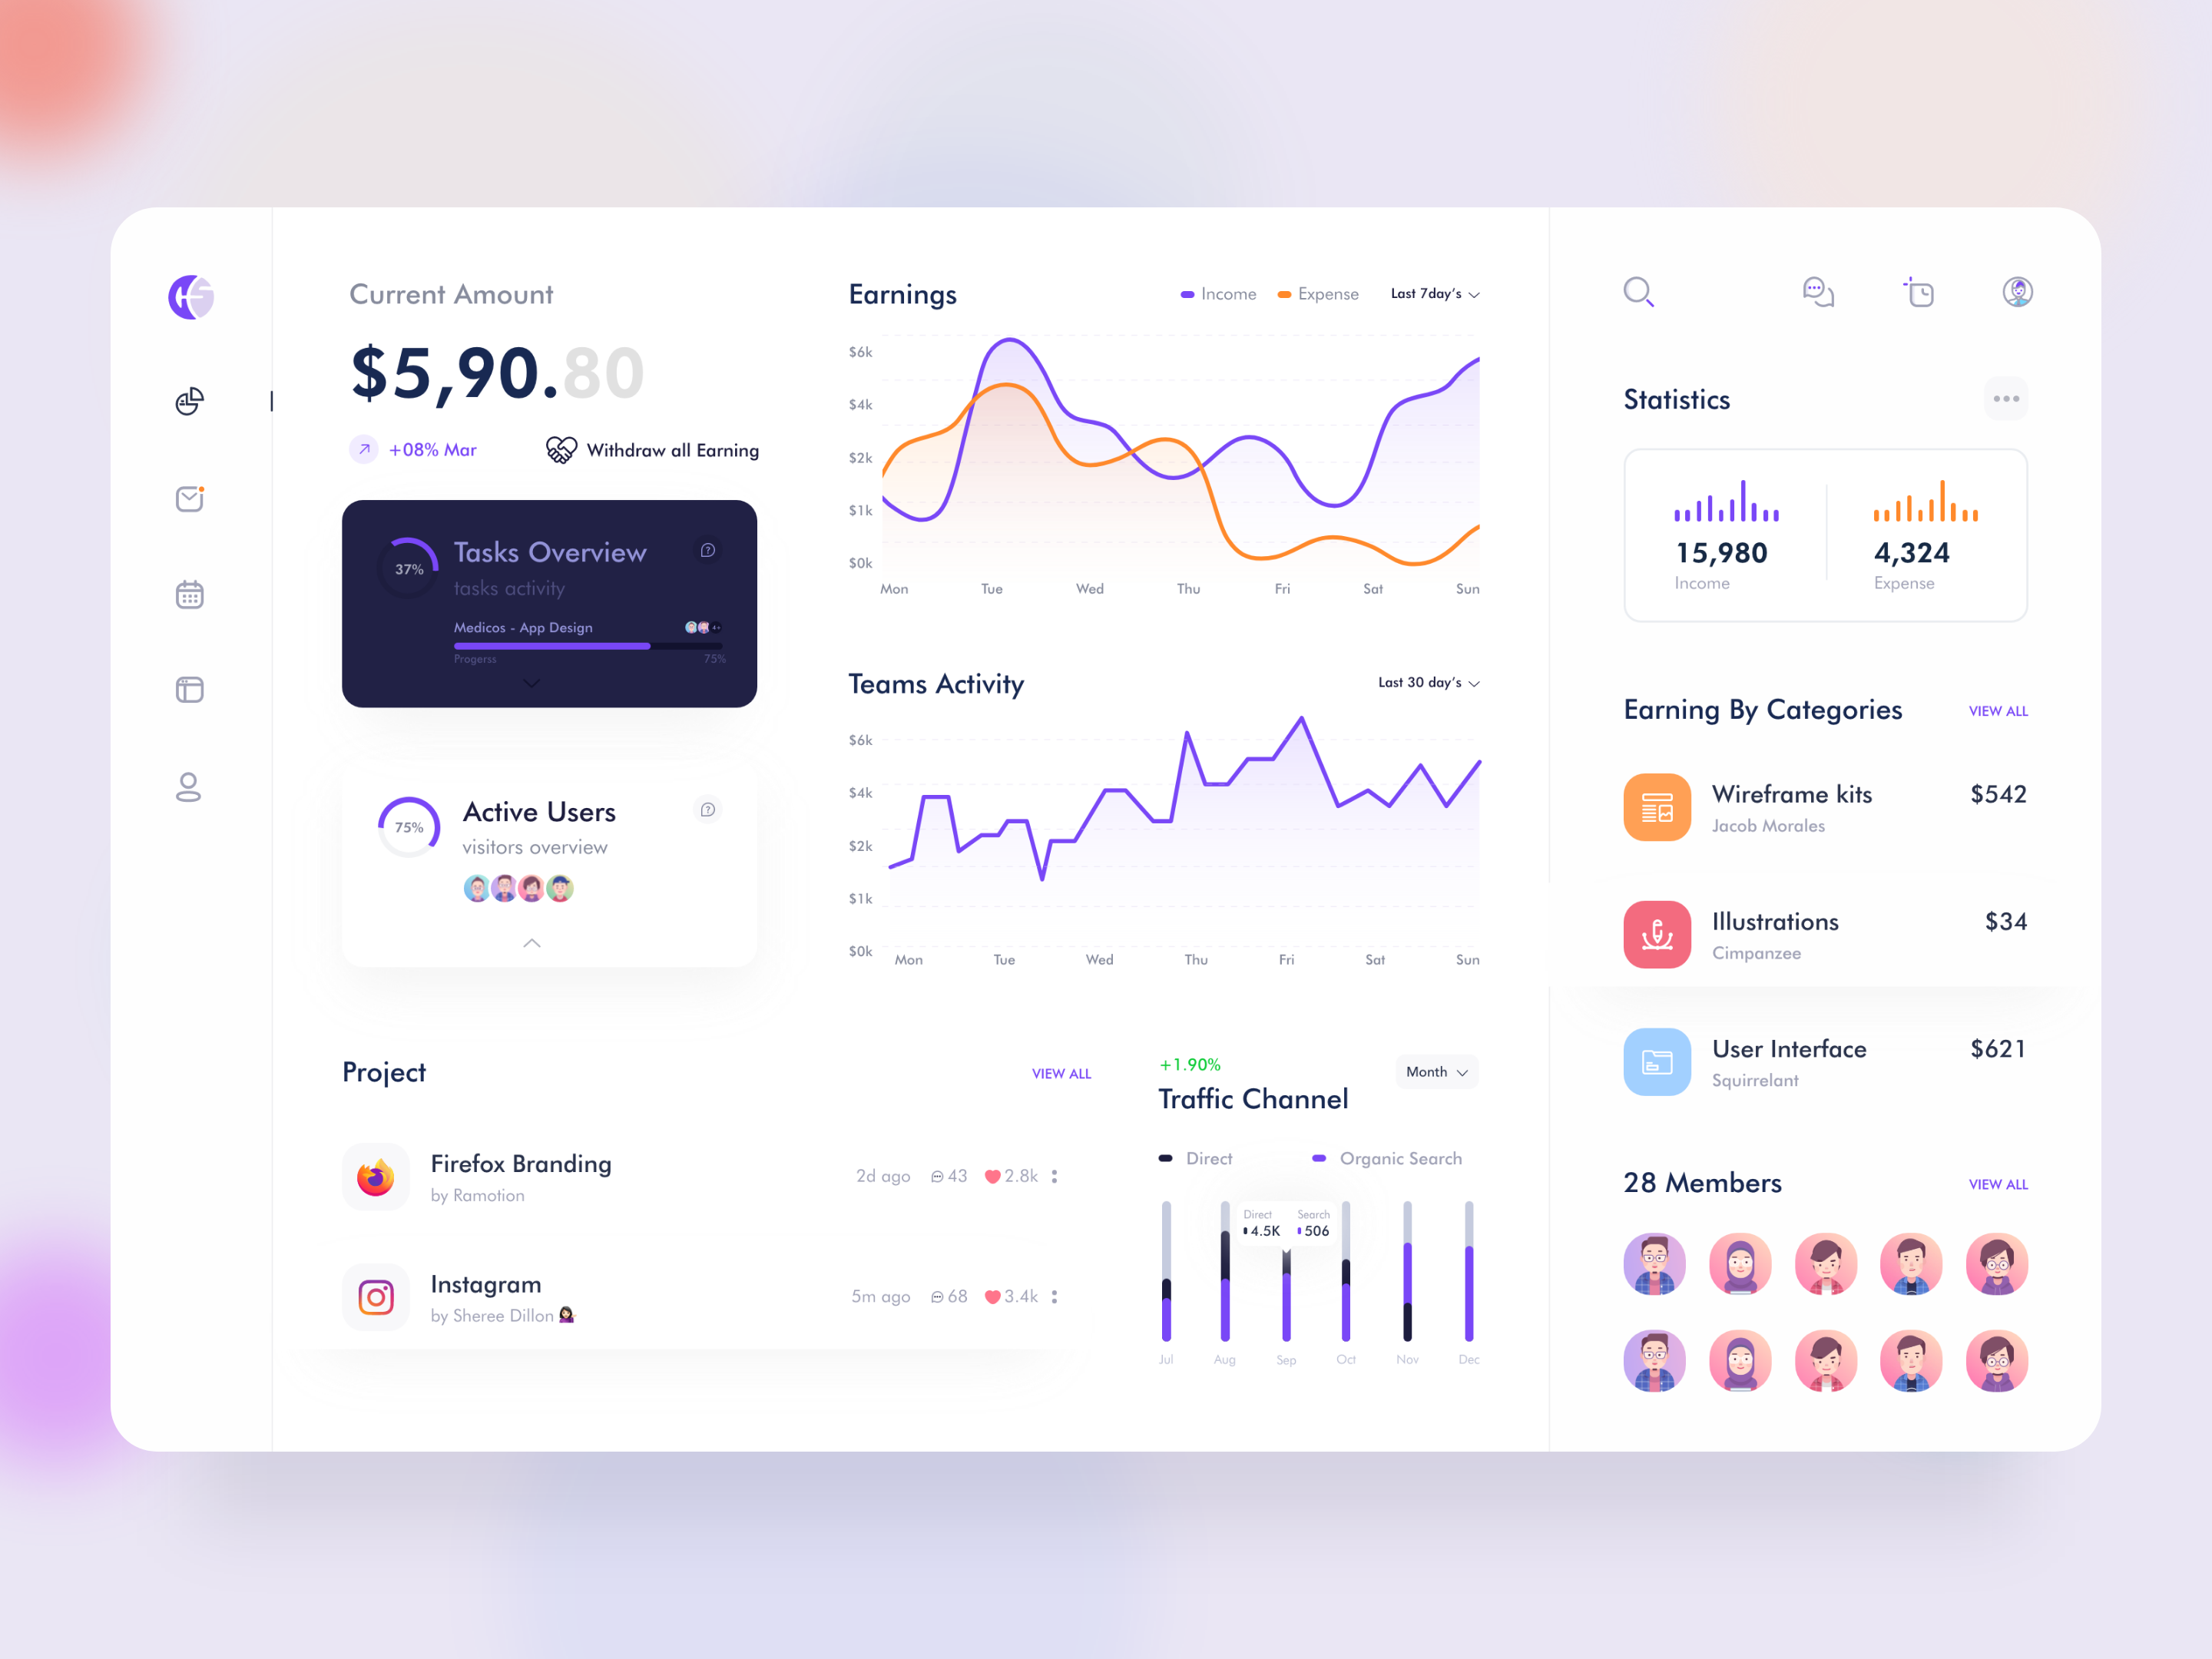 Current Amount
$5,90.80
+08% Mar
Withdraw all Earning
37%
Tasks Overview
tasks activity
Medicos - App Design
4+
Progerss
75%
75%
Active Users
visitors overview
Earnings
Income
Expense
Last 7day's
$6k
$4k
$2k
$1k
$0k
Mon Tue Wed Thu Fri Sat Sun
Teams Activity
Last 30 day's
$6k
$4k
$2k
$1k
$0k
Mon Tue Wed Thu Fri Sat Sun
Project
VIEW ALL
Firefox Branding
by Ramotion
2d ago 43 2.8k
Instagram
by Sheree Dillon
5m ago 68 3.4k
+1.90%
Traffic Channel
Month
Direct
Organic Search
Direct Search
4.5K 506
Jul Aug Sep Oct Nov Dec
Statistics
15,980
Income
4,324
Expense
Earning By Categories
VIEW ALL
Wireframe kits
$542
Jacob Morales
Illustrations
$34
Cimpanzee
User Interface
$621
Squirrelant
28 Members
VIEW ALL